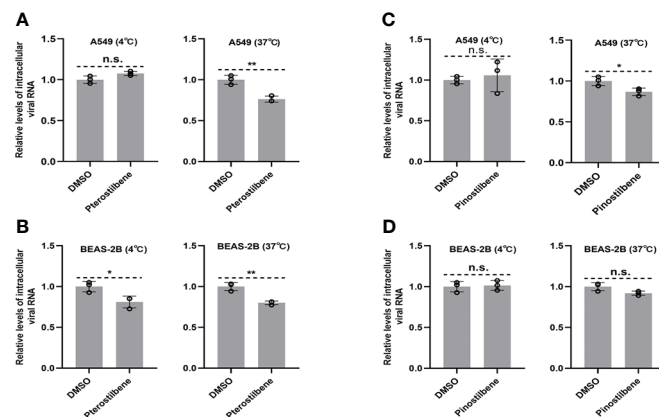 A
A549 (4°C)
n.s.
Relative levels of intracellular
viral RNA
1.5
1.0
0.5
0.0
DMSO
Pterostilbene
A549 (37°C)
**
1.5
1.0
0.5
0.0
DMSO
Pterostilbene
C
A549 (4°C)
n.s.
Relative levels of intracellular
viral RNA
1.5
1.0
0.5
0.0
DMSO
Pinostilbene
A549 (37°C)
*
1.5
1.0
0.5
0.0
DMSO
Pinostilbene
B
BEAS-2B (4°C)
*
Relative levels of intracellular
viral RNA
1.5
1.0
0.5
0.0
DMSO
Pterostilbene
BEAS-2B (37°C)
**
1.5
1.0
0.5
0.0
DMSO
Pterostilbene
D
BEAS-2B (4°C)
n.s.
Relative levels of intracellular
viral RNA
1.5
1.0
0.5
0.0
DMSO
Pinostilbene
BEAS-2B (37°C)
n.s.
1.5
1.0
0.5
0.0
DMSO
Pinostilbene